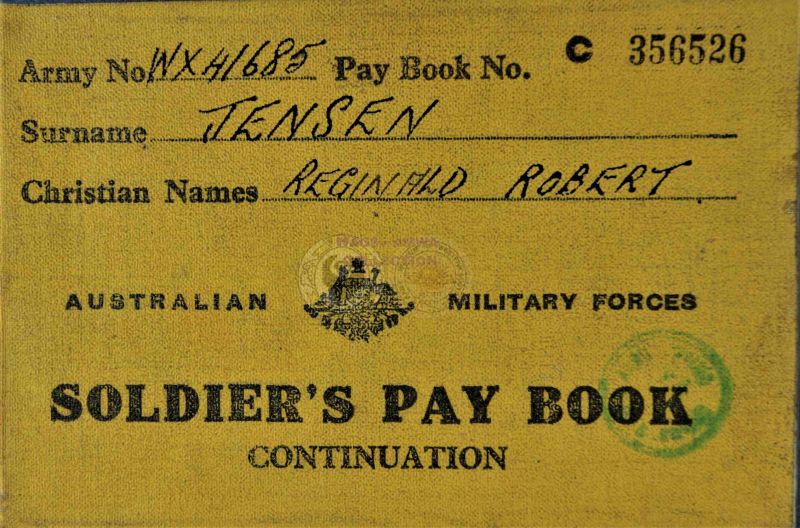 Army No. WX41685 Pay Book No. C 356526
Surname JENSEN
Christian Names REGINALD ROBERT
COLLECTION
AUSTRALIAN MILITARY FORCES
SOLDIER'S PAY BOOK
CONTINUATION